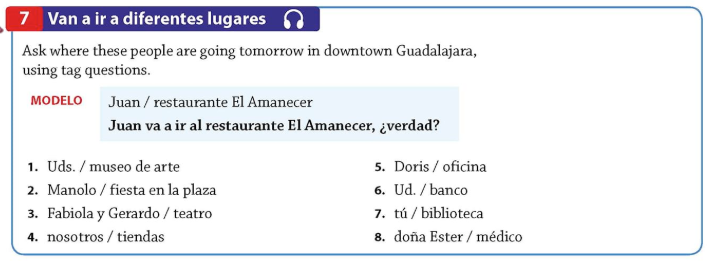 7 Van a ir a diferentes lugares
Ask where these people are going tomorrow in downtown Guadalajara,
using tag questions.
MODELO Juan / restaurante El Amanecer
Juan va a ir al restaurante El Amanecer, ¿verdad?
1. Uds. / museo de arte
2. Manolo / fiesta en la plaza
3. Fabiola y Gerardo / teatro
4. nosotros / tiendas
5. Doris / oficina
6. Ud. / banco
7. tú / biblioteca
8. doña Ester / médico